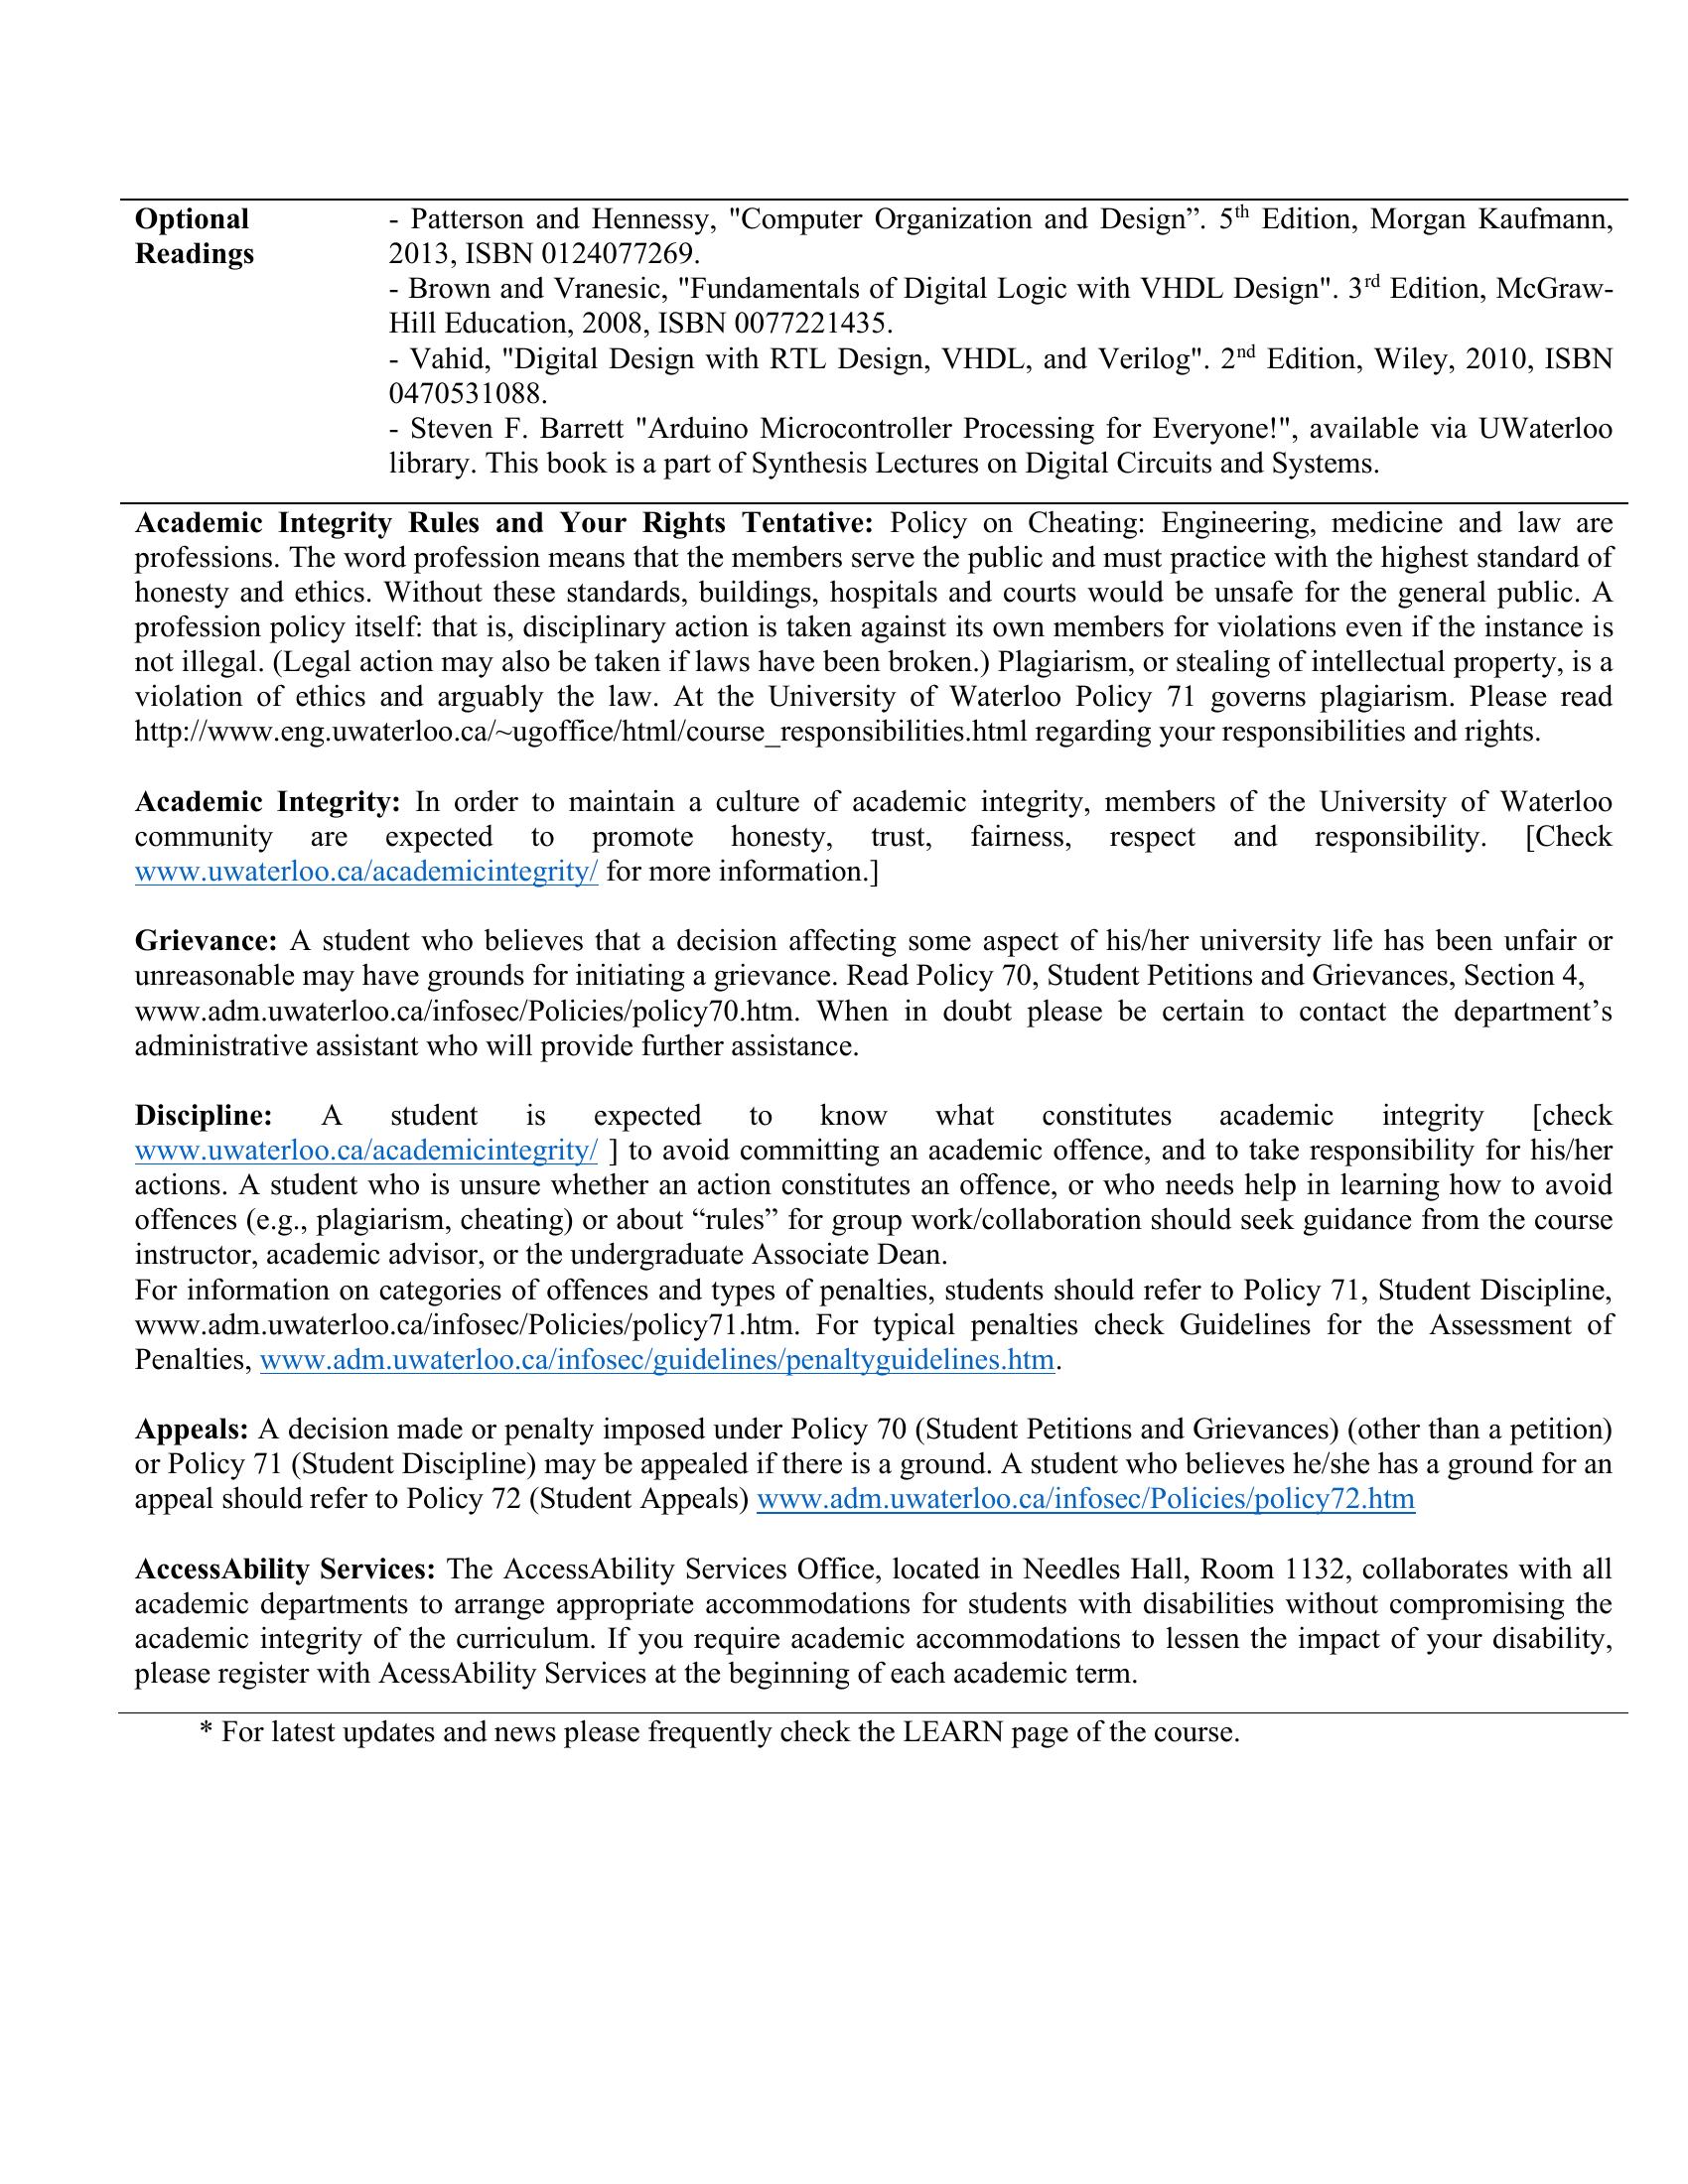 Optional Readings
- Patterson and Hennessy, "Computer Organization and Design”. 5th Edition, Morgan Kaufmann,
2013, ISBN 0124077269.
- Brown and Vranesic, "Fundamentals of Digital Logic with VHDL Design". 3rd Edition, McGraw-
Hill Education, 2008, ISBN 0077221435.
- Vahid, "Digital Design with RTL Design, VHDL, and Verilog". 2nd Edition, Wiley, 2010, ISBN
0470531088.
- Steven F. Barrett "Arduino Microcontroller Processing for Everyone!", available via UWaterloo
library. This book is a part of Synthesis Lectures on Digital Circuits and Systems.
Academic Integrity Rules and Your Rights Tentative: Policy on Cheating: Engineering, medicine and law are
professions. The word profession means that the members serve the public and must practice with the highest standard of
honesty and ethics. Without these standards, buildings, hospitals and courts would be unsafe for the general public. A
profession policy itself: that is, disciplinary action is taken against its own members for violations even if the instance is
not illegal. (Legal action may also be taken if laws have been broken.) Plagiarism, or stealing of intellectual property, is a
violation of ethics and arguably the law. At the University of Waterloo Policy 71 governs plagiarism. Please read
http://www.eng.uwaterloo.ca/~ugoffice/html/course_responsibilities.html regarding your responsibilities and rights.
Academic Integrity: In order to maintain a culture of academic integrity, members of the University of Waterloo
community are expected to promote honesty, trust, fairness, respect and responsibility. [Check
www.uwaterloo.ca/academicintegrity/ for more information.]
Grievance: A student who believes that a decision affecting some aspect of his/her university life has been unfair or
unreasonable may have grounds for initiating a grievance. Read Policy 70, Student Petitions and Grievances, Section 4,
www.adm.uwaterloo.ca/infosec/Policies/policy70.htm. When in doubt please be certain to contact the department’s
administrative assistant who will provide further assistance.
Discipline: A student is expected to know what constitutes academic integrity [check
www.uwaterloo.ca/academicintegrity/ ] to avoid committing an academic offence, and to take responsibility for his/her
actions. A student who is unsure whether an action constitutes an offence, or who needs help in learning how to avoid
offences (e.g., plagiarism, cheating) or about “rules” for group work/collaboration should seek guidance from the course
instructor, academic advisor, or the undergraduate Associate Dean.
For information on categories of offences and types of penalties, students should refer to Policy 71, Student Discipline,
www.adm.uwaterloo.ca/infosec/Policies/policy71.htm. For typical penalties check Guidelines for the Assessment of
Penalties, www.adm.uwaterloo.ca/infosec/guidelines/penaltyguidelines.htm.
Appeals: A decision made or penalty imposed under Policy 70 (Student Petitions and Grievances) (other than a petition)
or Policy 71 (Student Discipline) may be appealed if there is a ground. A student who believes he/she has a ground for an
appeal should refer to Policy 72 (Student Appeals) www.adm.uwaterloo.ca/infosec/Policies/policy72.htm
AccessAbility Services: The AccessAbility Services Office, located in Needles Hall, Room 1132, collaborates with all
academic departments to arrange appropriate accommodations for students with disabilities without compromising the
academic integrity of the curriculum. If you require academic accommodations to lessen the impact of your disability,
please register with AcessAbility Services at the beginning of each academic term.
* For latest updates and news please frequently check the LEARN page of the course.